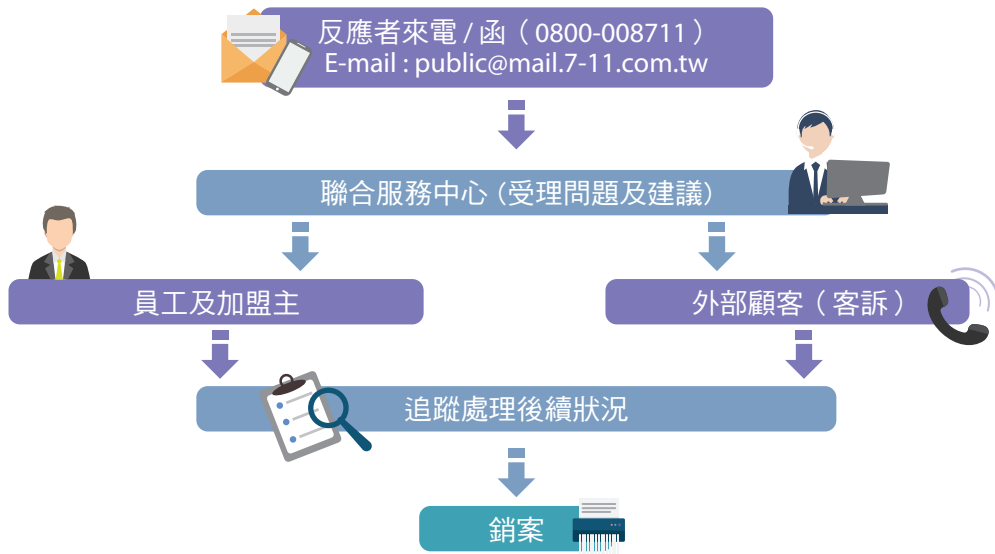 反應者來電 / 函（ 0800-008711 ）
E-mail : public@mail.7-11.com.tw
聯合服務中心 (受理問題及建議)
員工及加盟主
外部顧客（ 客訴 ）
追蹤處理後續狀況
銷案